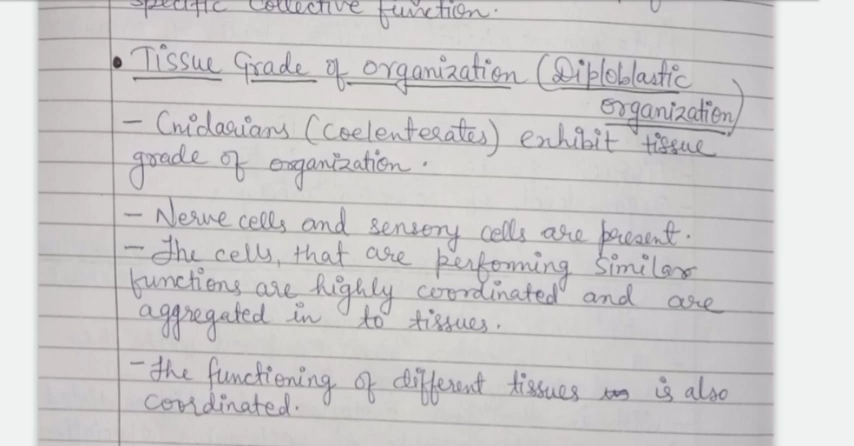 specific collective function.
• Tissue Grade of organization (Diploblastic
organization)
- Cnidarians (coelenterates) exhibit tissue
grade of organization.
- Nerve cells and sensory cells are present.
- The cells, that are performing similar
functions are highly coordinated and are
aggregated in to tissues.
- The functioning of different tissues is also
coordinated.